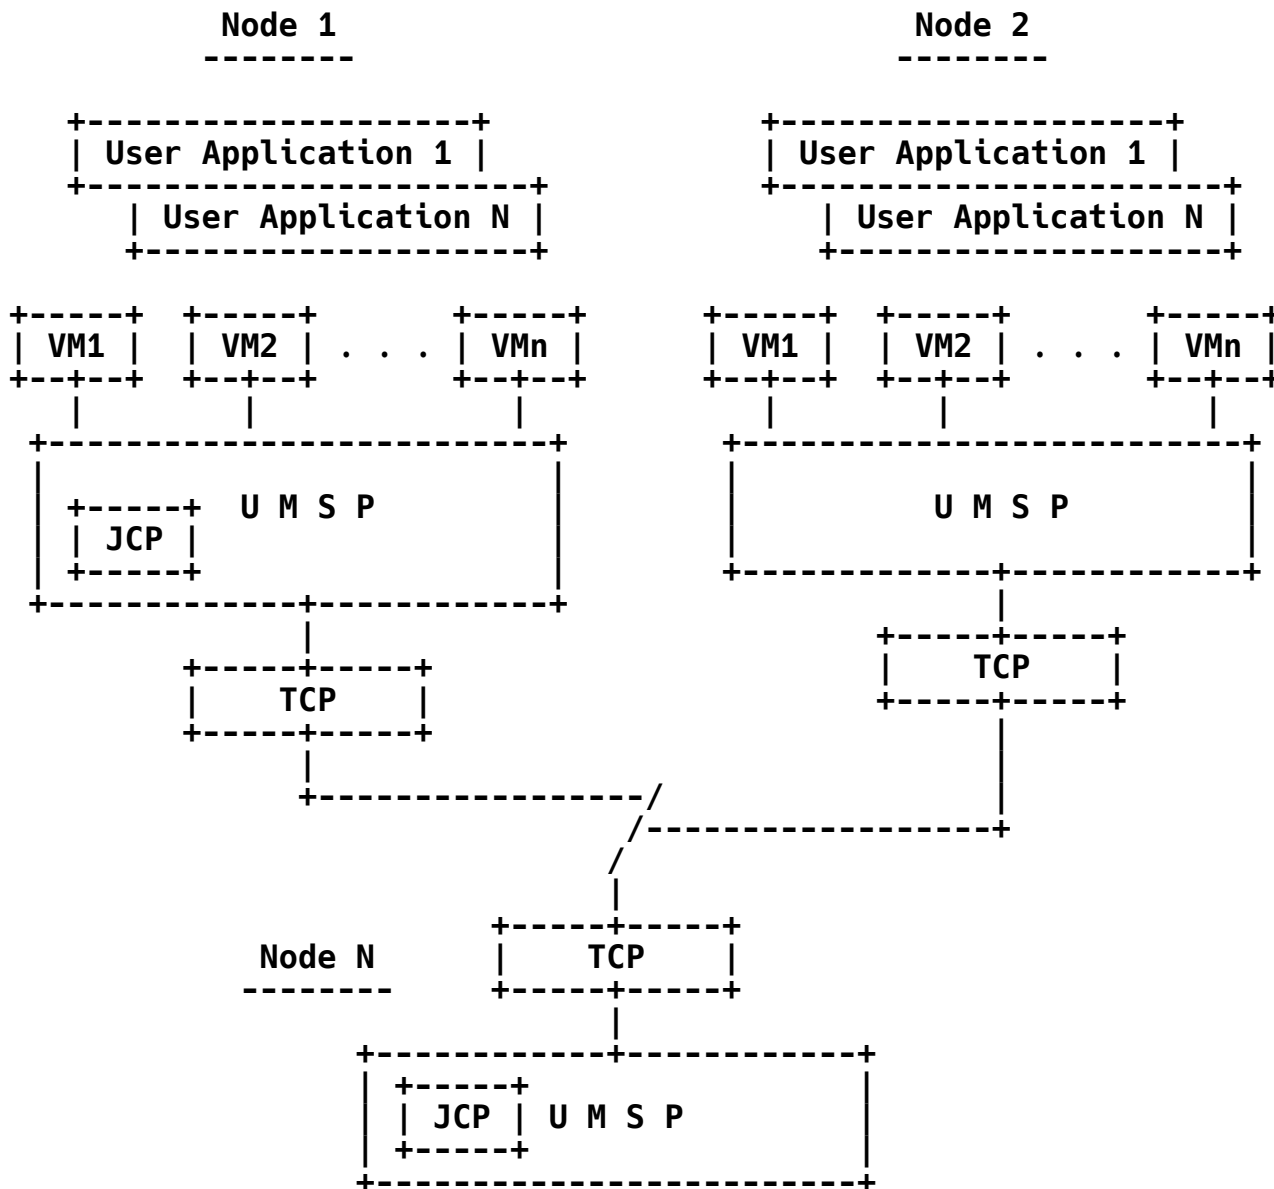 Node 1 Node 2
-------- --------
User Application 1 User Application 1
User Application N User Application N
VM1 VM2 . . . VMn VM1 VM2 . . . VMn
U M S P U M S P
JCP
TCP
TCP
Node N TCP
--------
JCP U M S P